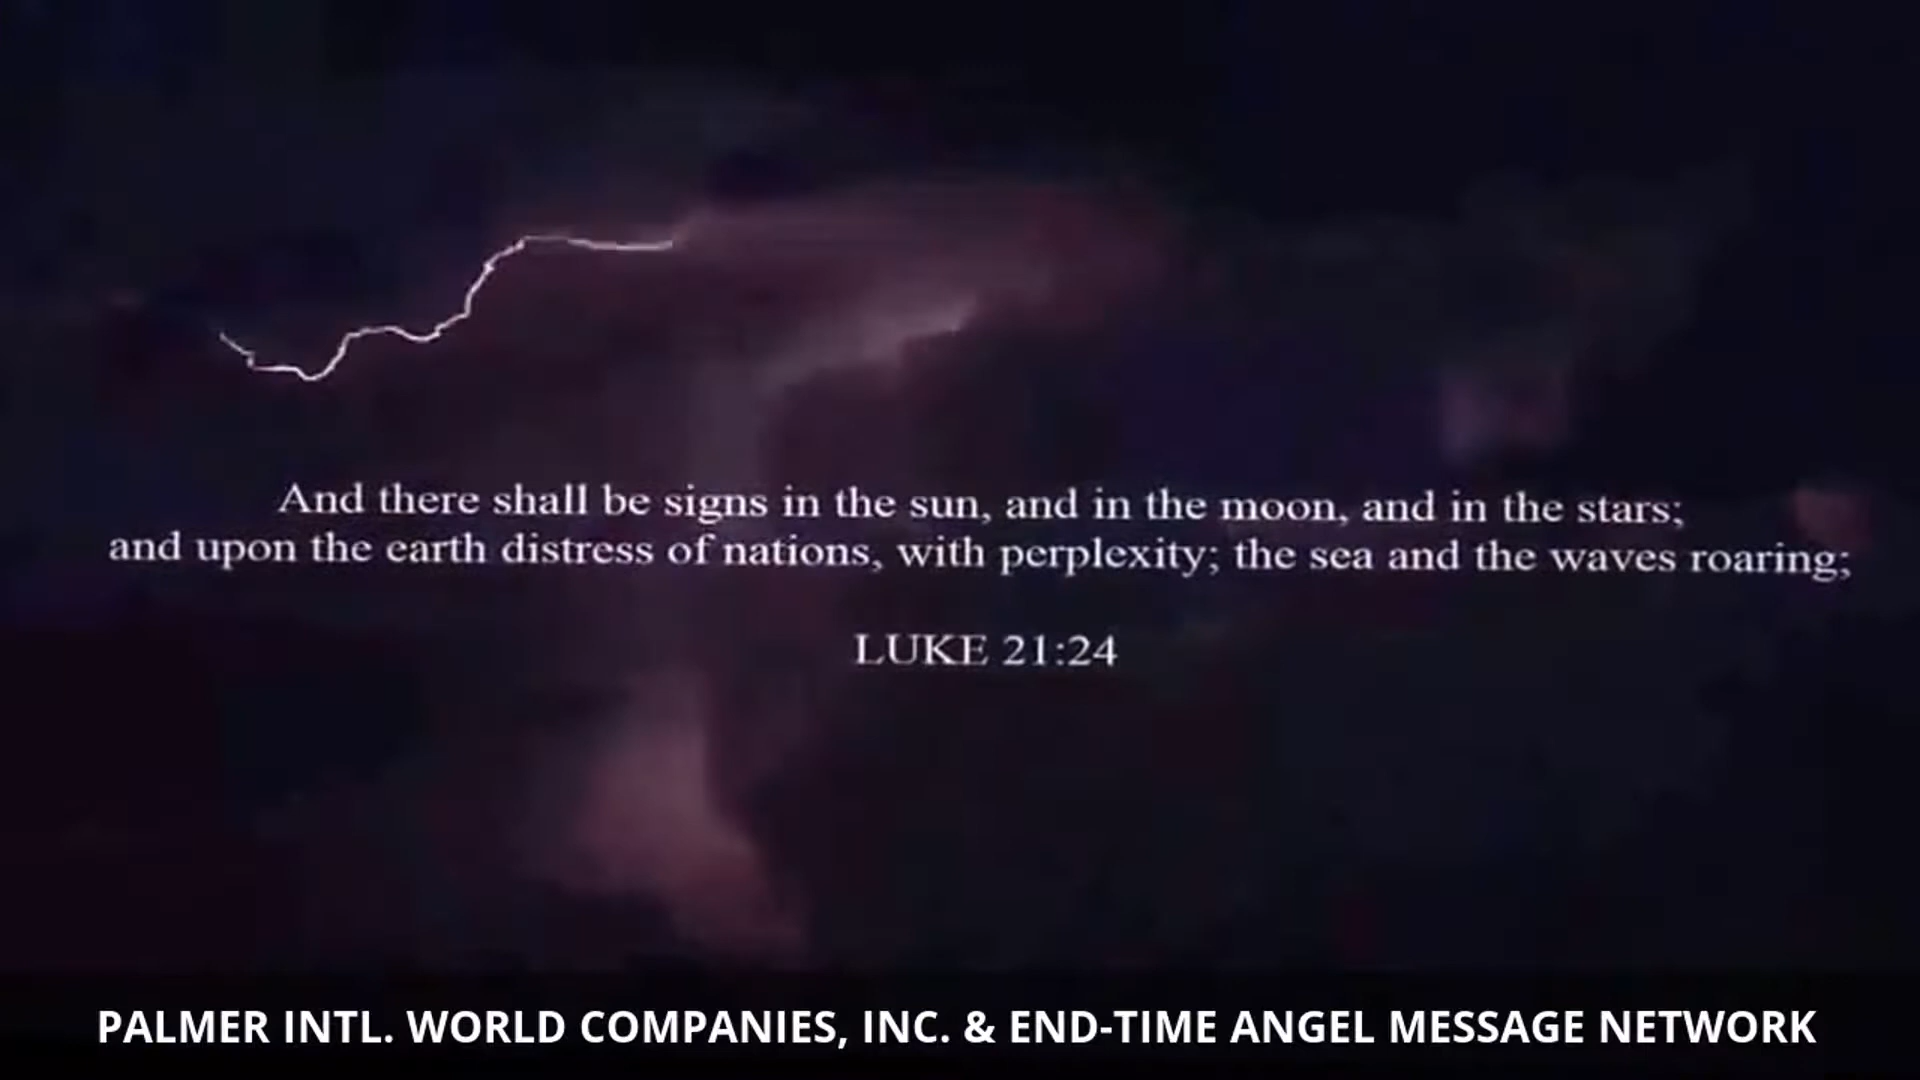 And there shall be signs in the sun, and in the moon, and in the stars;
and upon the earth distress of nations, with perplexity; the sea and the waves roaring;
LUKE 21:24
PALMER INTL. WORLD COMPANIES, INC. & END-TIME ANGEL MESSAGE NETWORK